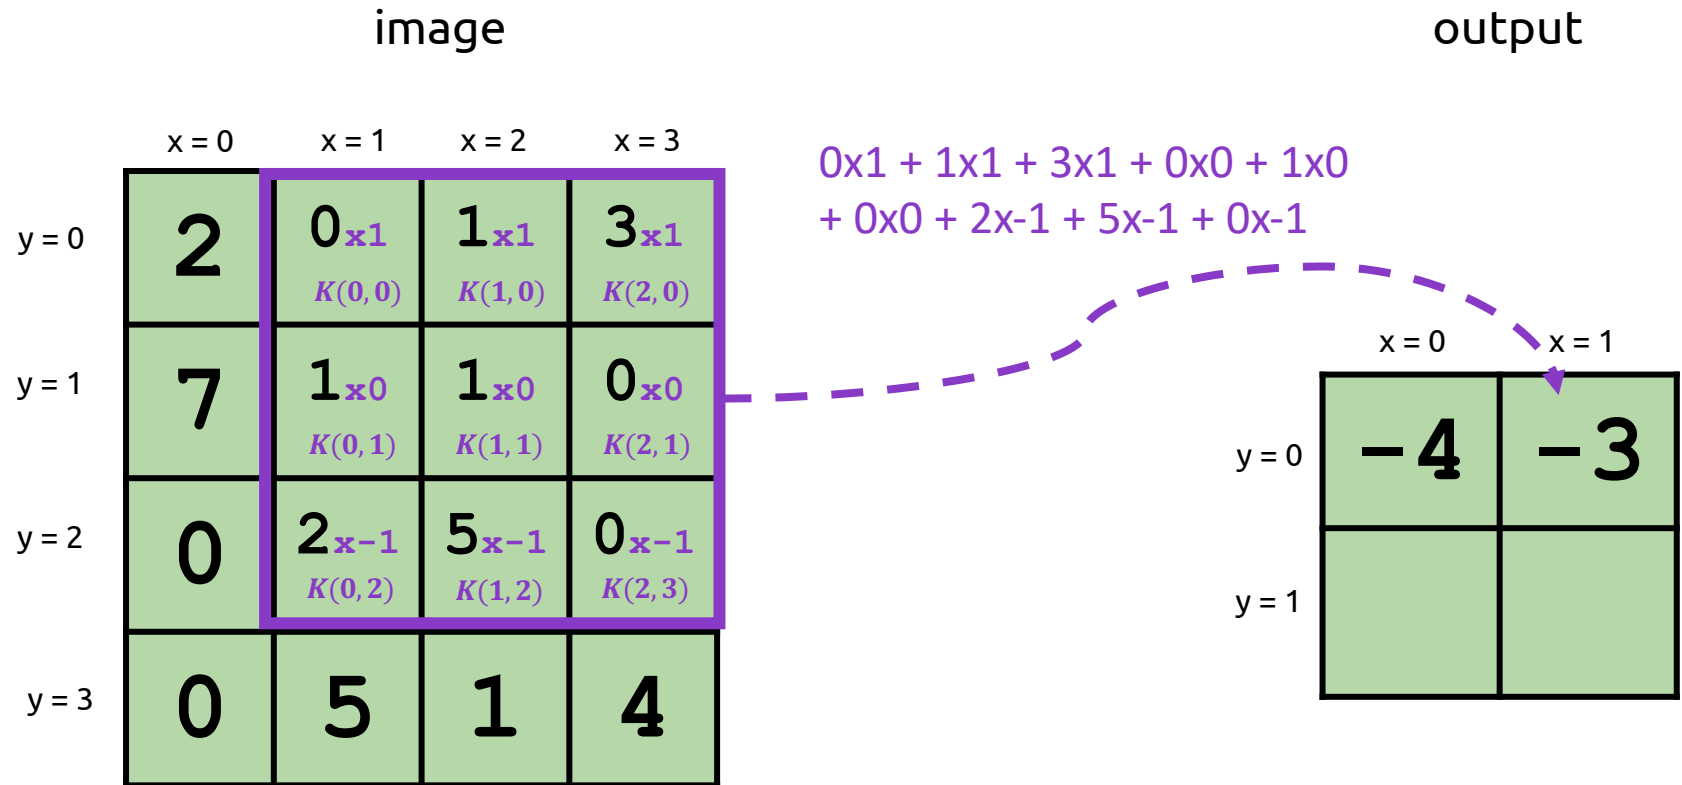 image
output
x = 0 x = 1 x = 2 x = 3
0x1 + 1x1 + 3x1 + 0x0 + 1x0
+ 0x0 + 2x-1 + 5x-1 + 0x-1
y = 0 2 0x1 1x1 3x1
K(0,0) K(1,0) K(2,0)
y = 1 7 1x0 1x0 0x0
K(0,1) K(1,1) K(2,1)
y = 2 0 2x-1 5x-1 0x-1
K(0,2) K(1,2) K(2,3)
y = 3 0 5 1 4
x = 0 x = 1
y = 0 -4 -3
y = 1